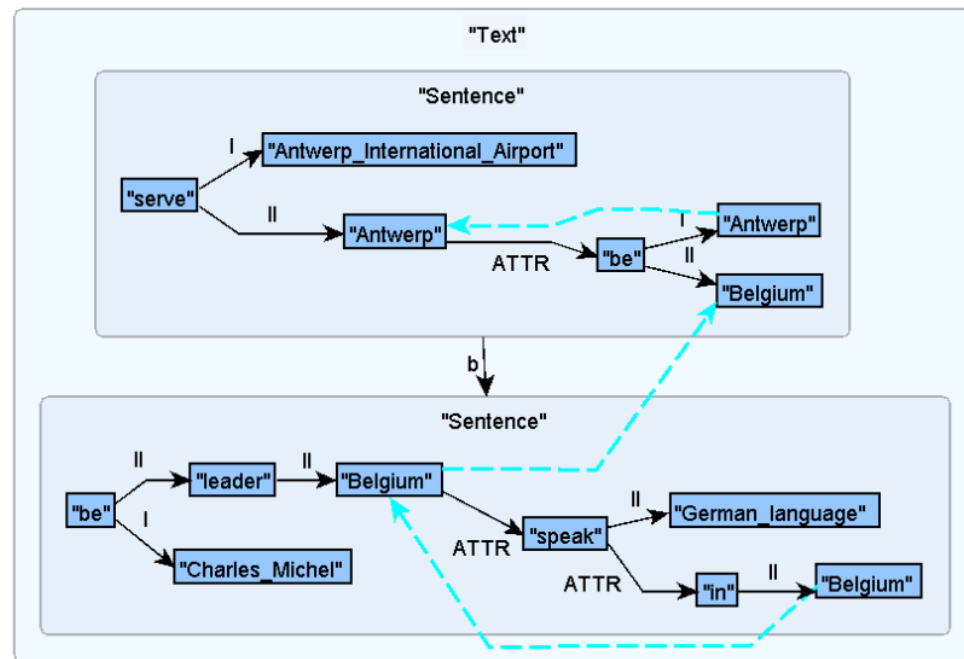 "Text"
"Sentence"
I
"Antwerp_International_Airport"
"serve"
II
"Antwerp"
ATTR
"be"
I
"Antwerp"
II
"Belgium"
b
"Sentence"
II
"leader"
II
"Belgium"
"be"
I
"Charles_Michel"
ATTR
"speak"
II
"German_language"
ATTR
"in"
II
"Belgium"